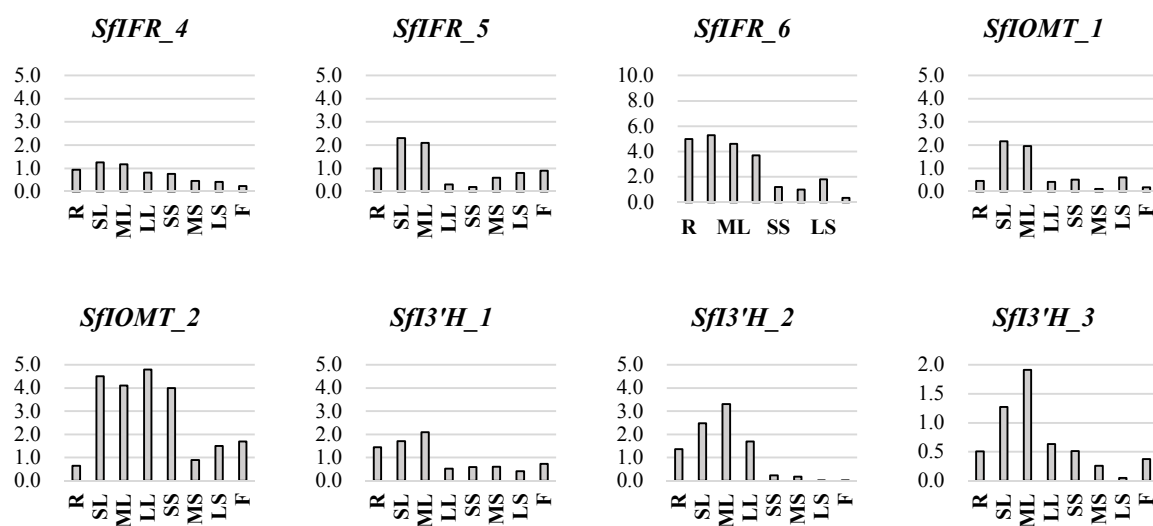 SfIFR_4 SfIFR_5 SfIFR_6 SfIOMT_1
5.0 5.0 10.0 5.0
4.0 4.0 8.0 4.0
3.0 3.0 6.0 3.0
2.0 2.0 4.0 2.0
1.0 1.0 2.0 1.0
0.0 0.0 0.0 0.0
R SL ML LL SS MS LS F R SL ML LL SS MS LS F R ML SS LS R SL ML LL SS MS LS F
SfIOMT_2 SfI3'H_1 SfI3'H_2 SfI3'H_3
5.0 5.0 5.0 2.0
4.0 4.0 4.0 1.5
3.0 3.0 3.0 1.0
2.0 2.0 2.0 0.5
1.0 1.0 1.0 0.0
0.0 0.0 0.0
R SL ML LL SS MS LS F R SL ML LL SS MS LS F R SL ML LL SS MS LS F R SL ML LL SS MS LS F